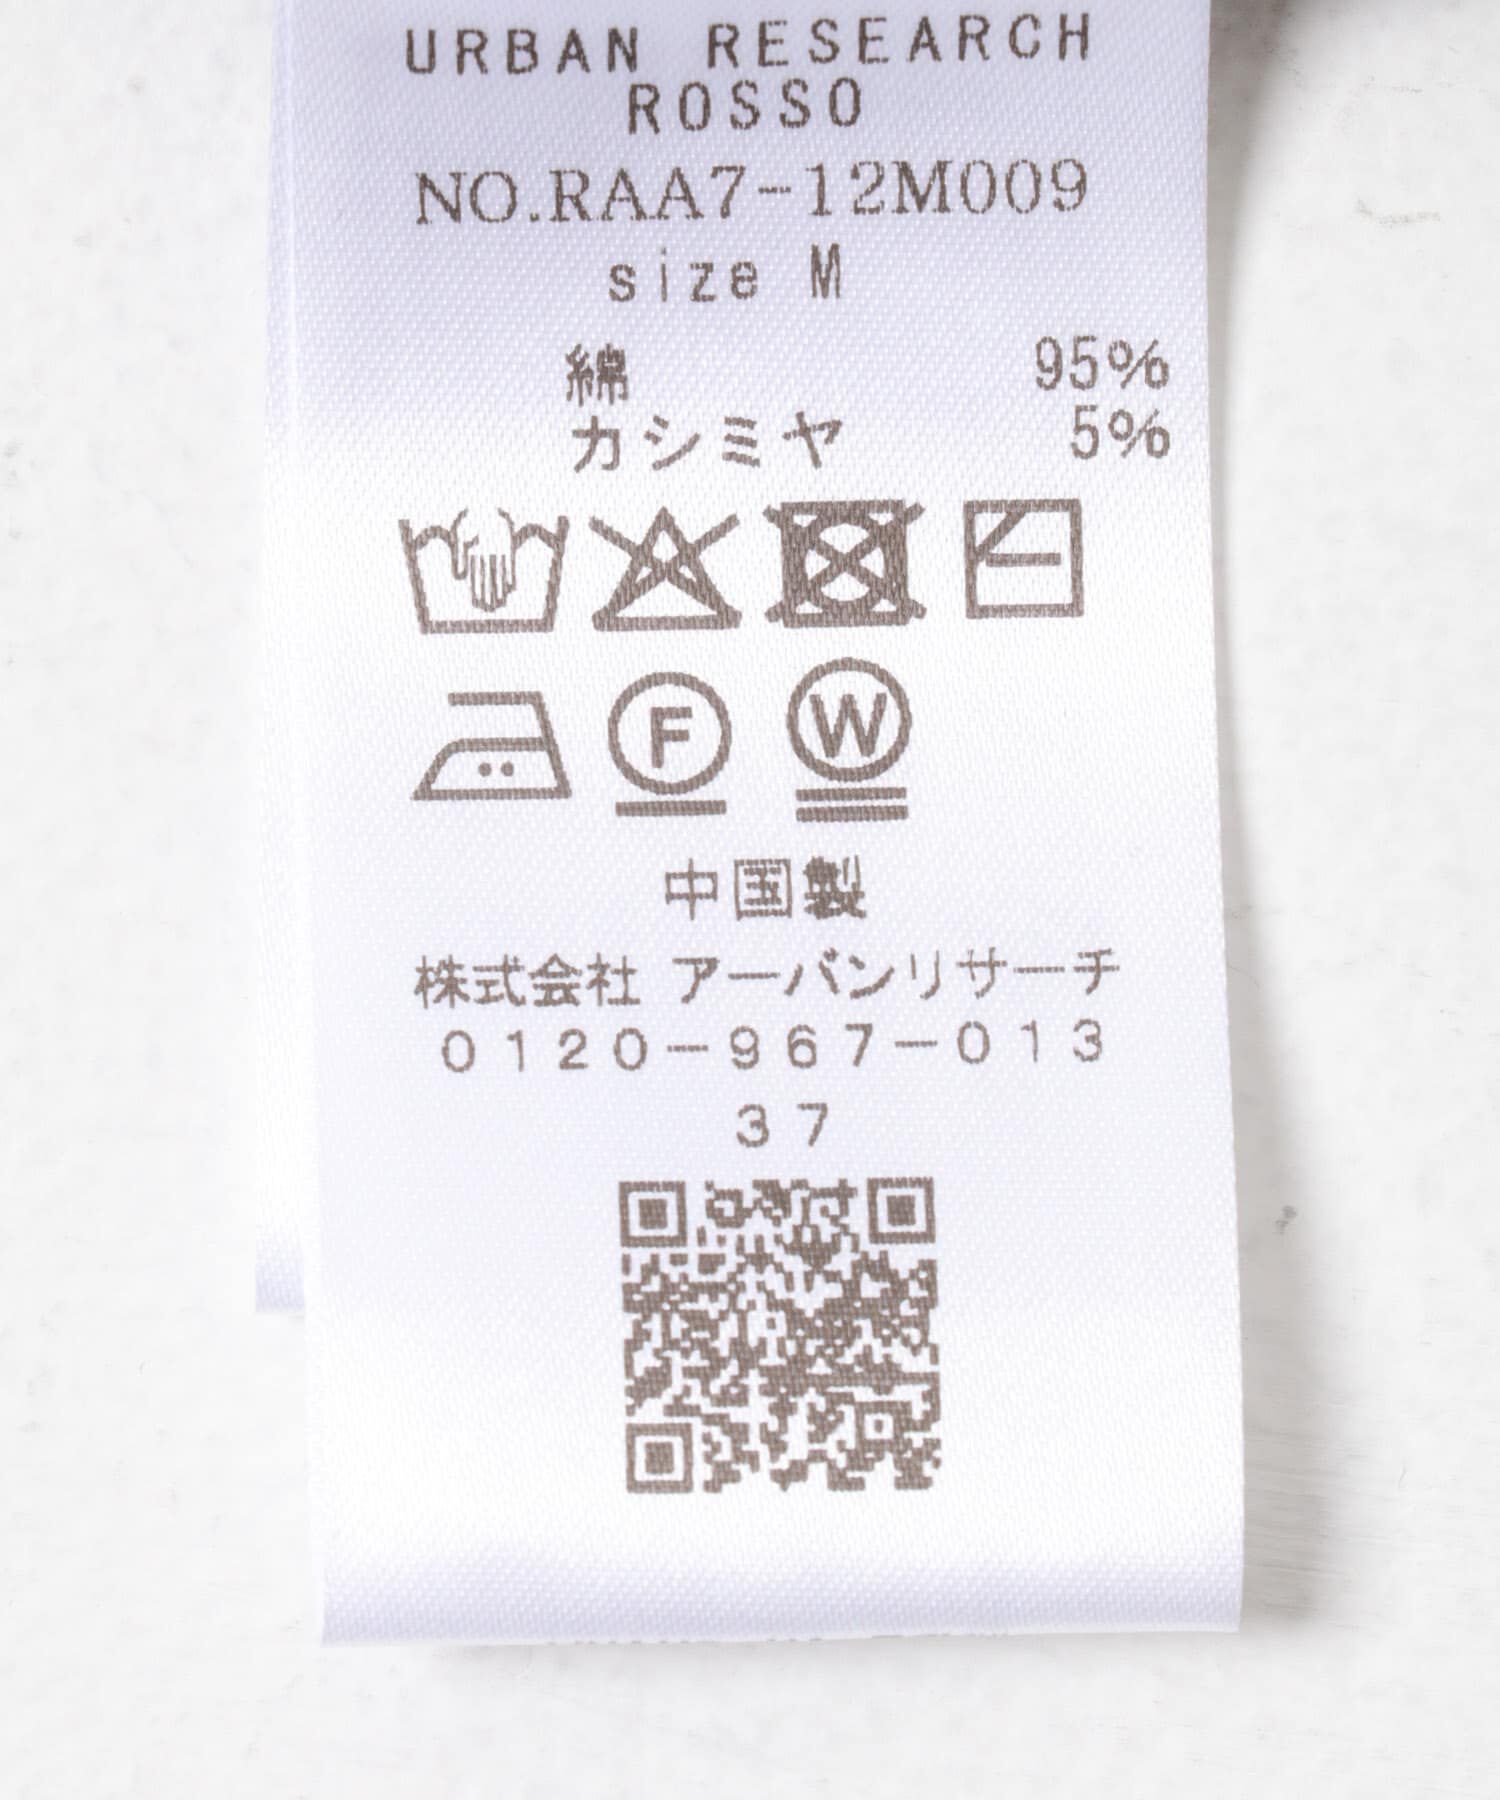 URBAN RESEARCH
ROSSO
NO.RAA7-12M009
size M
綿 95%
カシミヤ 5%
F W
中国製
株式会社 アーバンリサーチ
0120-967-013
37